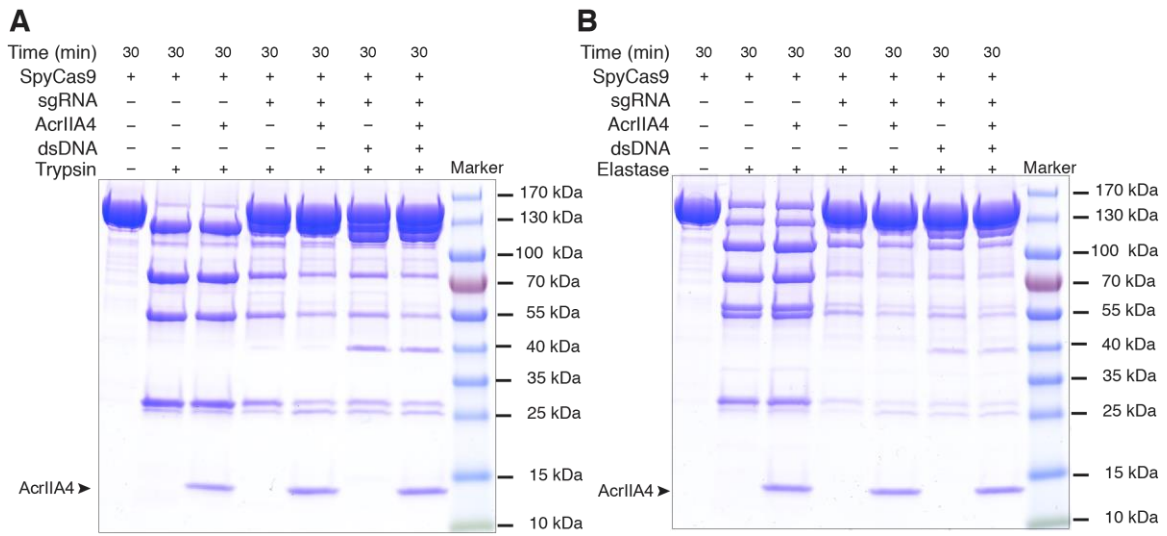 A
Time (min) 30 30 30 30 30 30 30
SpyCas9 + + + + + + +
sgRNA – – – + + + +
AcrIIA4 – – + – + – +
dsDNA – – – – – + +
Trypsin – + + + + + + Marker
170 kDa
130 kDa
100 kDa
70 kDa
55 kDa
40 kDa
35 kDa
25 kDa
15 kDa
AcrIIA4
10 kDa
B
Time (min) 30 30 30 30 30 30 30
SpyCas9 + + + + + + +
sgRNA – – – + + + +
AcrIIA4 – – + – + – +
dsDNA – – – – – + +
Elastase – + + + + + + Marker
170 kDa
130 kDa
100 kDa
70 kDa
55 kDa
40 kDa
35 kDa
25 kDa
15 kDa
AcrIIA4
10 kDa